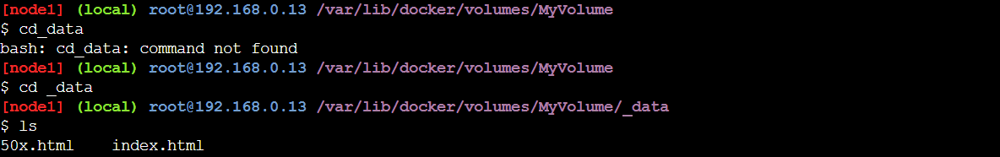 [node1] (local) root@192.168.0.13 /var/lib/docker/volumes/MyVolume
$ cd_data
bash: cd_data: command not found
[node1] (local) root@192.168.0.13 /var/lib/docker/volumes/MyVolume
$ cd _data
[node1] (local) root@192.168.0.13 /var/lib/docker/volumes/MyVolume/_data
$ ls
50x.html    index.html